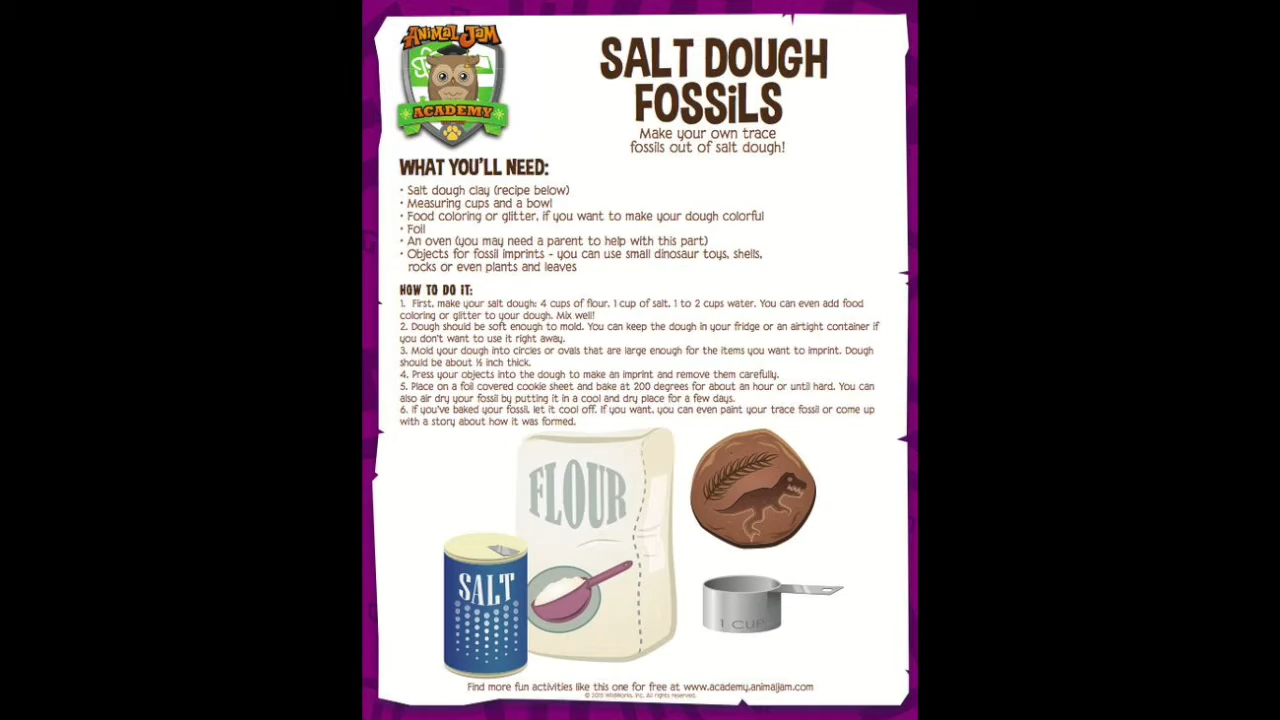 ANIMAL JAM
ACADEMY
SALT DOUGH
FOSSiLS
Make your own trace
fossils out of salt dough!
WHAT YOU'LL NEED:
• Salt dough clay (recipe below)
• Measuring cups and a bowl
• Food coloring or glitter, if you want to make your dough colorful
• Foil
• An oven (you may need a parent to help with this part)
• Objects for fossil imprints - you can use small dinosaur toys, shells,
rocks or even plants and leaves
HOW TO DO IT:
1. First, make your salt dough: 4 cups of flour, 1 cup of salt, 1 to 2 cups water. You can even add food
coloring or glitter to your dough. Mix well!
2. Dough should be soft enough to mold. You can keep the dough in your fridge or an airtight container if
you don't want to use it right away.
3. Mold your dough into circles or ovals that are large enough for the items you want to imprint. Dough
should be about ½ inch thick.
4. Press your objects into the dough to make an imprint and remove them carefully.
5. Place on a foil covered cookie sheet and bake at 200 degrees for about an hour or until hard. You can
also air dry your fossil by putting it in a cool and dry place for a few days.
6. If you've baked your fossil, let it cool off. If you want, you can even paint your trace fossil or come up
with a story about how it was formed.
FLOUR
SALT
1 CUP
Find more fun activities like this one for free at www.academy.animaljam.com
© 2015 WildWorks, Inc. All rights reserved.